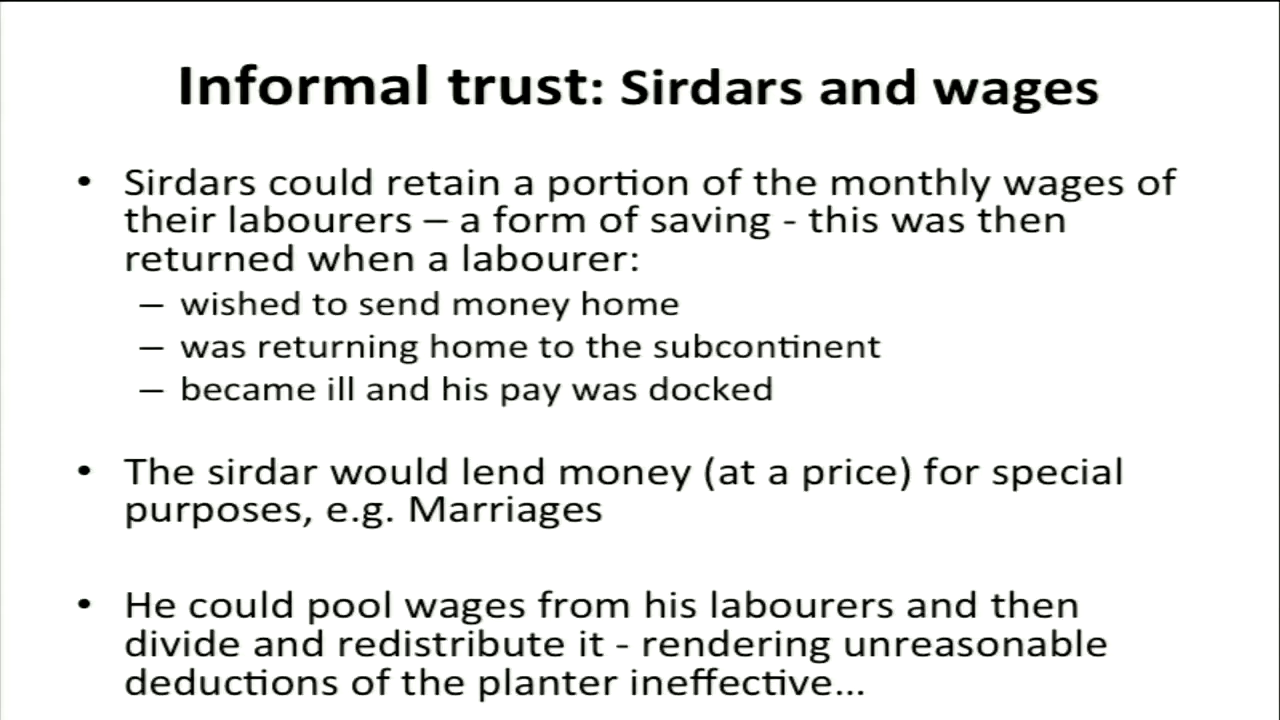 Informal trust: Sirdars and wages
• Sirdars could retain a portion of the monthly wages of
their labourers – a form of saving - this was then
returned when a labourer:
– wished to send money home
– was returning home to the subcontinent
– became ill and his pay was docked
• The sirdar would lend money (at a price) for special
purposes, e.g. Marriages
• He could pool wages from his labourers and then
divide and redistribute it - rendering unreasonable
deductions of the planter ineffective...